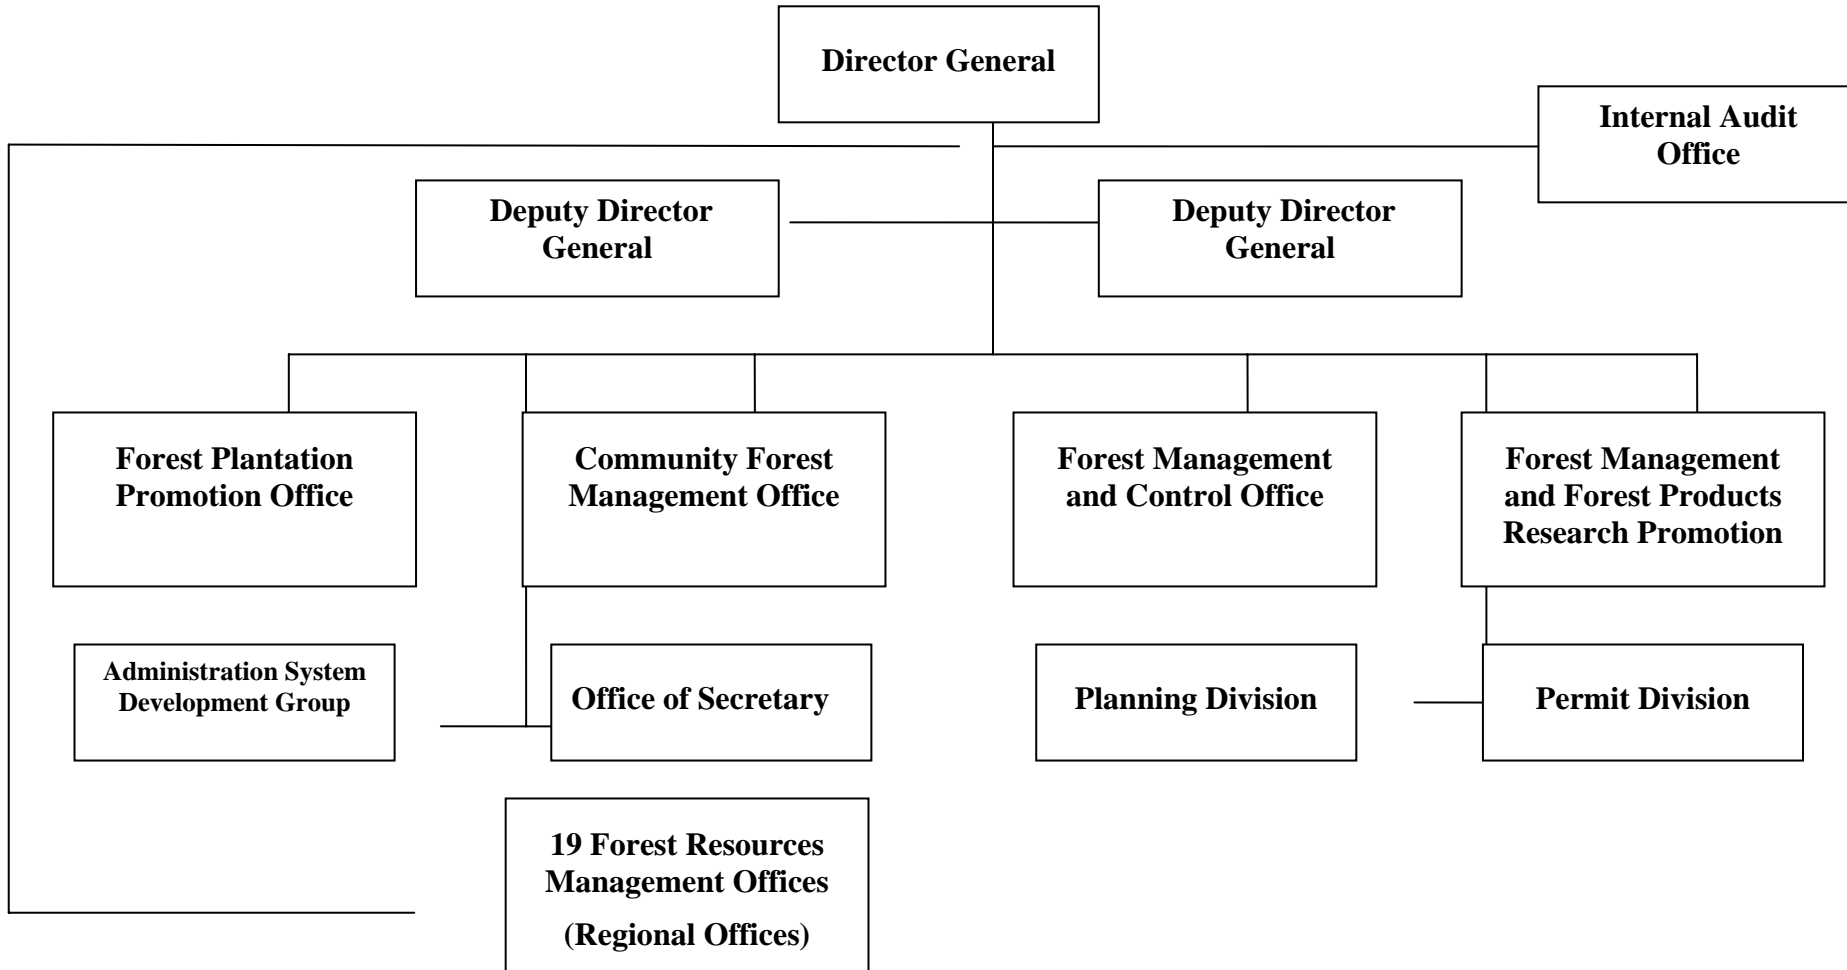 Director General
Internal Audit
Office
Deputy Director
General
Deputy Director
General
Forest Plantation
Promotion Office
Community Forest
Management Office
Forest Management
and Control Office
Forest Management
and Forest Products
Research Promotion
Administration System
Development Group
Office of Secretary
Planning Division
Permit Division
19 Forest Resources
Management Offices
(Regional Offices)